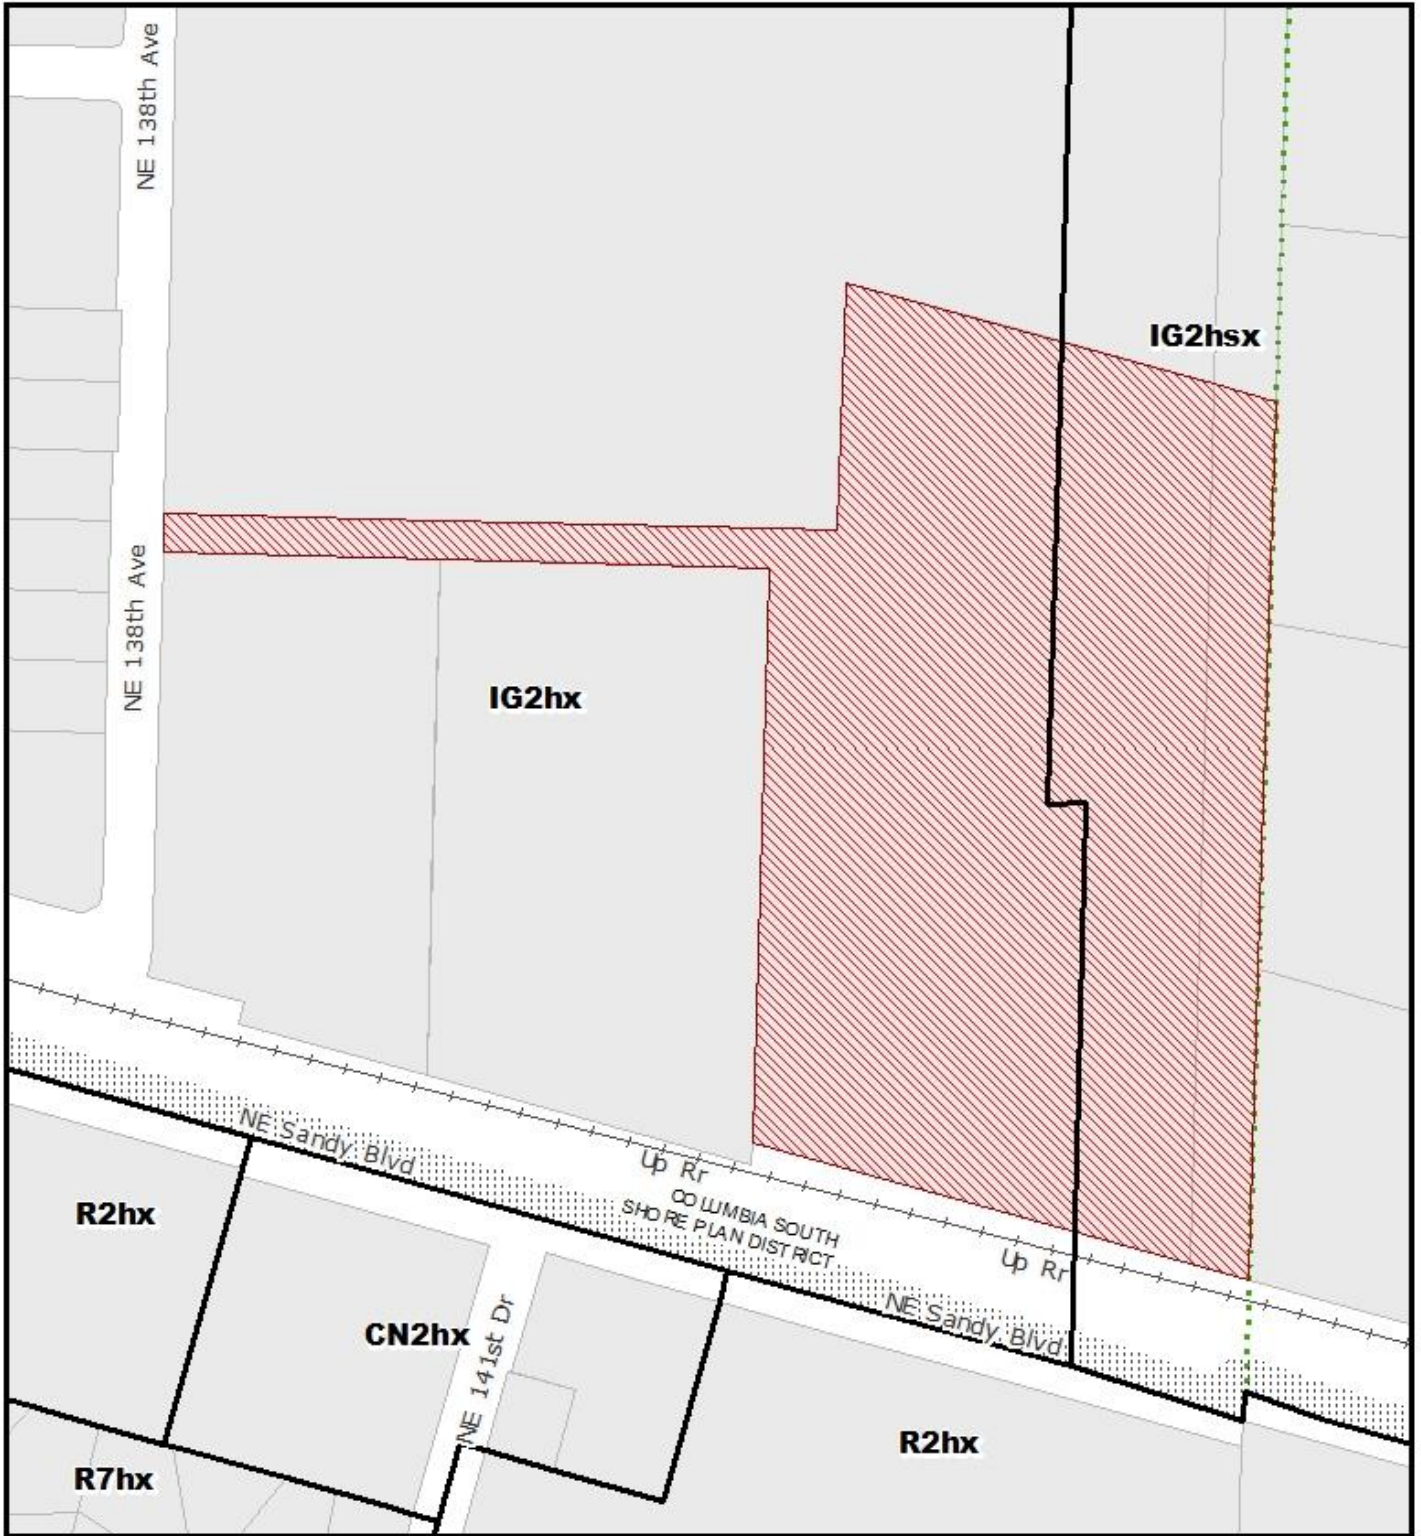 NE 138th Ave
IG2hsx
NE 138th Ave
IG2hx
NE Sandy Blvd
Up Rr
COLUMBIA SOUTH
SHORE PLAN DISTRICT
Up Rr
R2hx
NE Sandy Blvd
CN2hx
NE 141st Dr
R2hx
R7hx